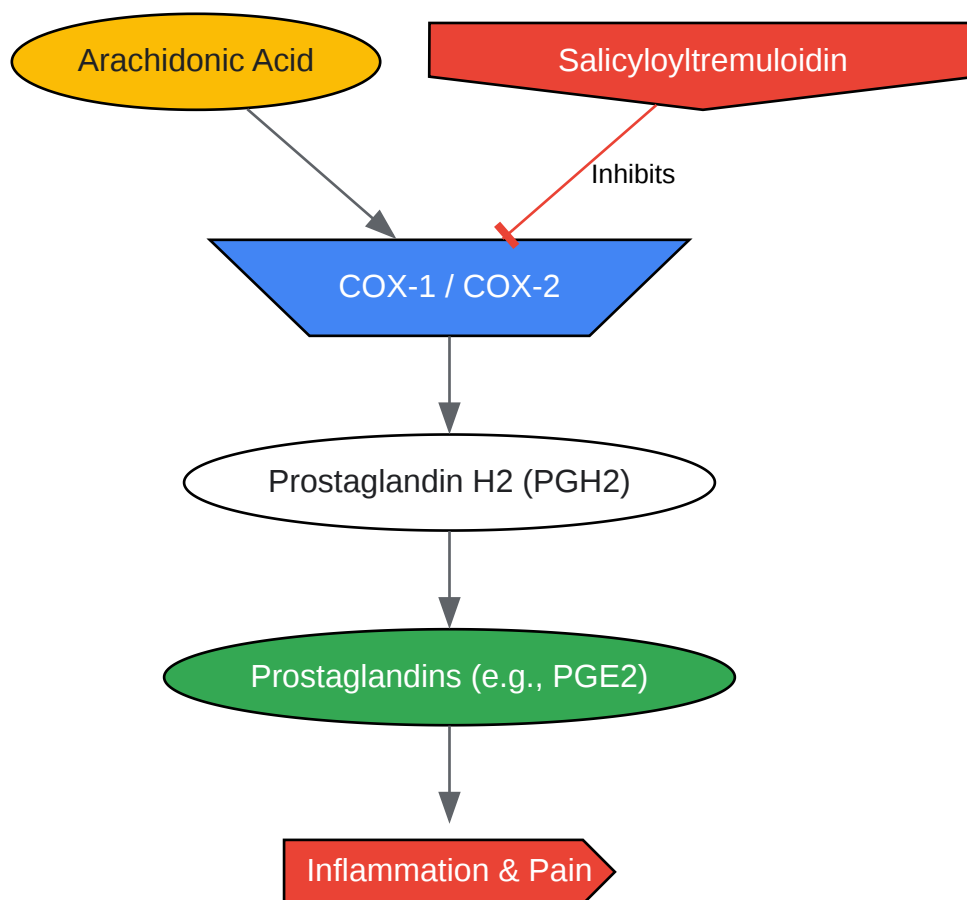 Arachidonic Acid
Salicyloyltremuloidin
Inhibits
COX-1 / COX-2
Prostaglandin H2 (PGH2)
Prostaglandins (e.g., PGE2)
Inflammation & Pain